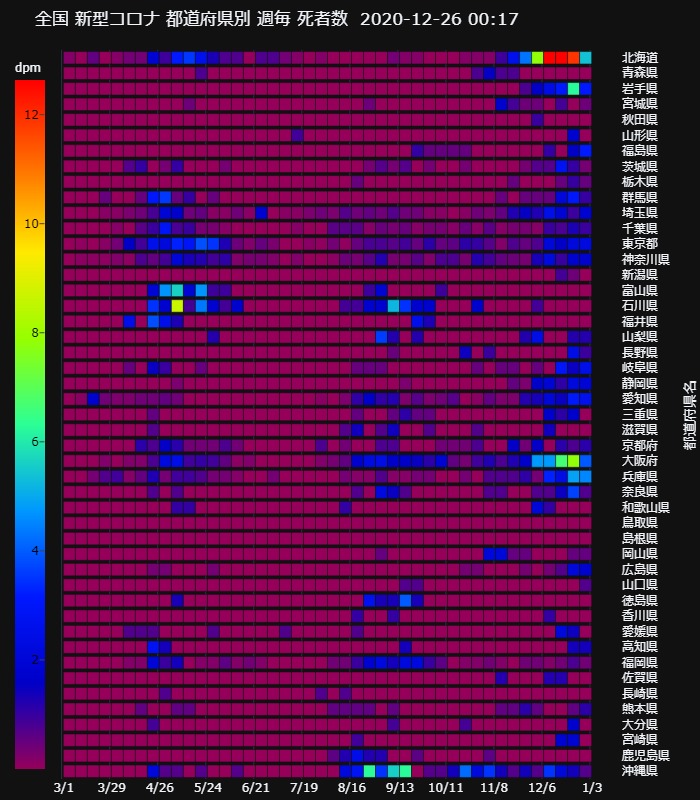 全国 新型コロナ 都道府県別 週毎 死者数 2020-12-26 00:17
dpm
12
10
8
6
4
2
北海道
青森県
岩手県
宮城県
秋田県
山形県
福島県
茨城県
栃木県
群馬県
埼玉県
千葉県
東京都
神奈川県
新潟県
富山県
石川県
福井県
山梨県
長野県
岐阜県
静岡県
愛知県
三重県
滋賀県
京都府
大阪府
兵庫県
奈良県
和歌山県
鳥取県
島根県
岡山県
広島県
山口県
徳島県
香川県
愛媛県
高知県
福岡県
佐賀県
長崎県
熊本県
大分県
宮崎県
鹿児島県
沖縄県
都道府県名
3/1 3/29 4/26 5/24 6/21 7/19 8/16 9/13 10/11 11/8 12/6 1/3